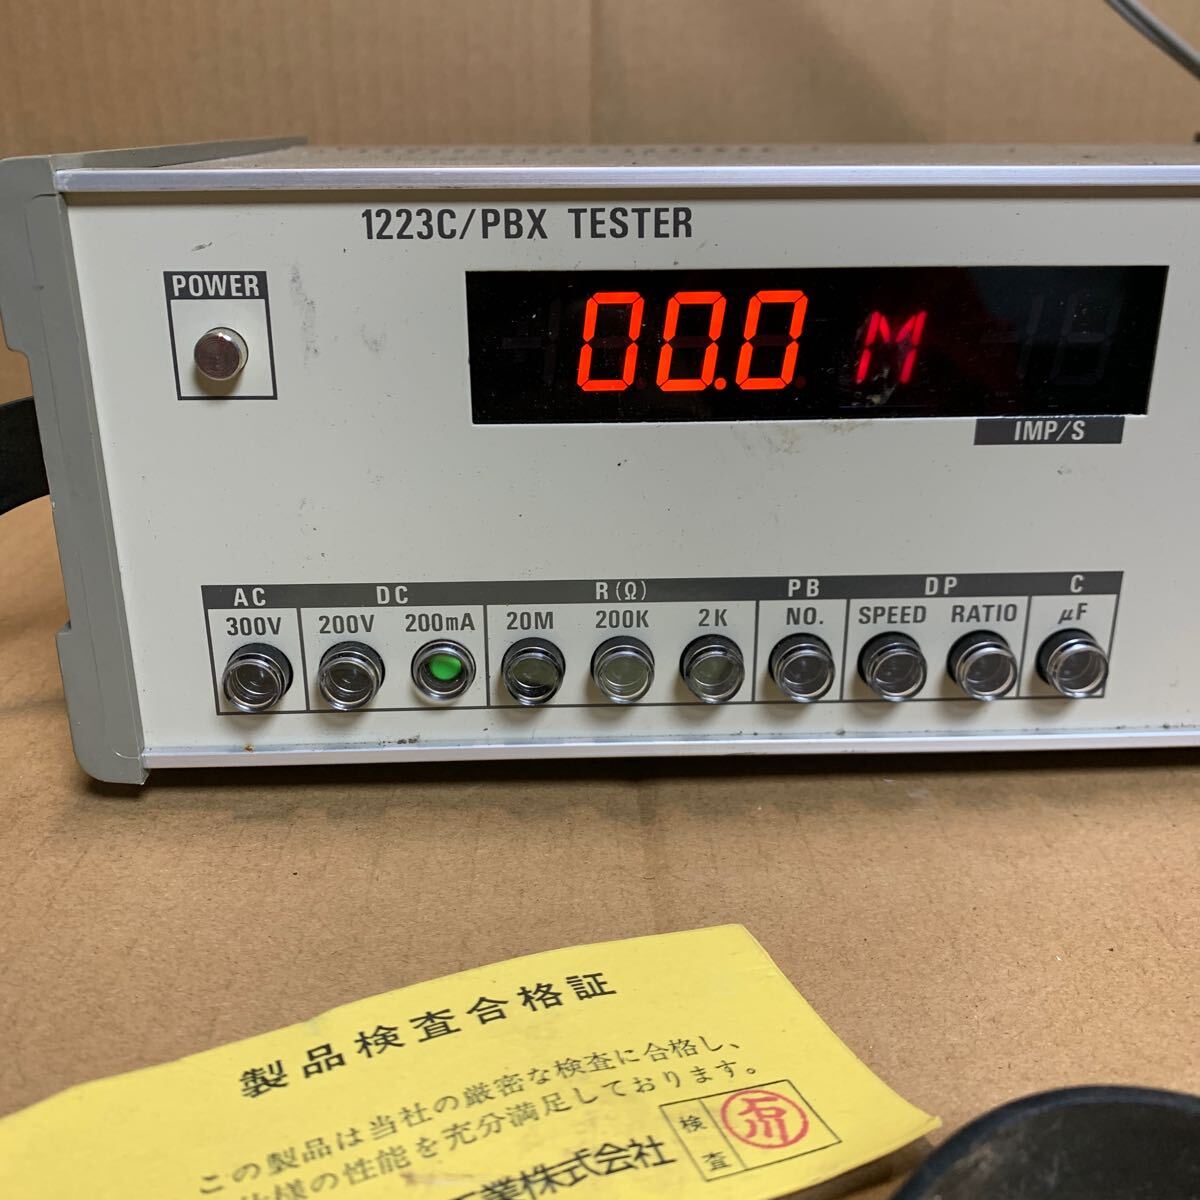 1223C/PBX TESTER
POWER
00.0 M
IMP/S
AC DC R(Ω) PB DP C
300V 200V 200mA 20M 200K 2K NO. SPEED RATIO μF
製品検査合格証
この製品は当社の厳密な検査に合格し、
様の性能を充分満足しております。
業株式会社
検査